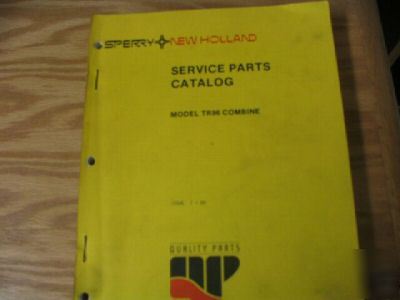 SPERRY NEW HOLLAND
SERVICE PARTS
CATALOG
MODEL TR96 COMBINE
QUALITY PARTS